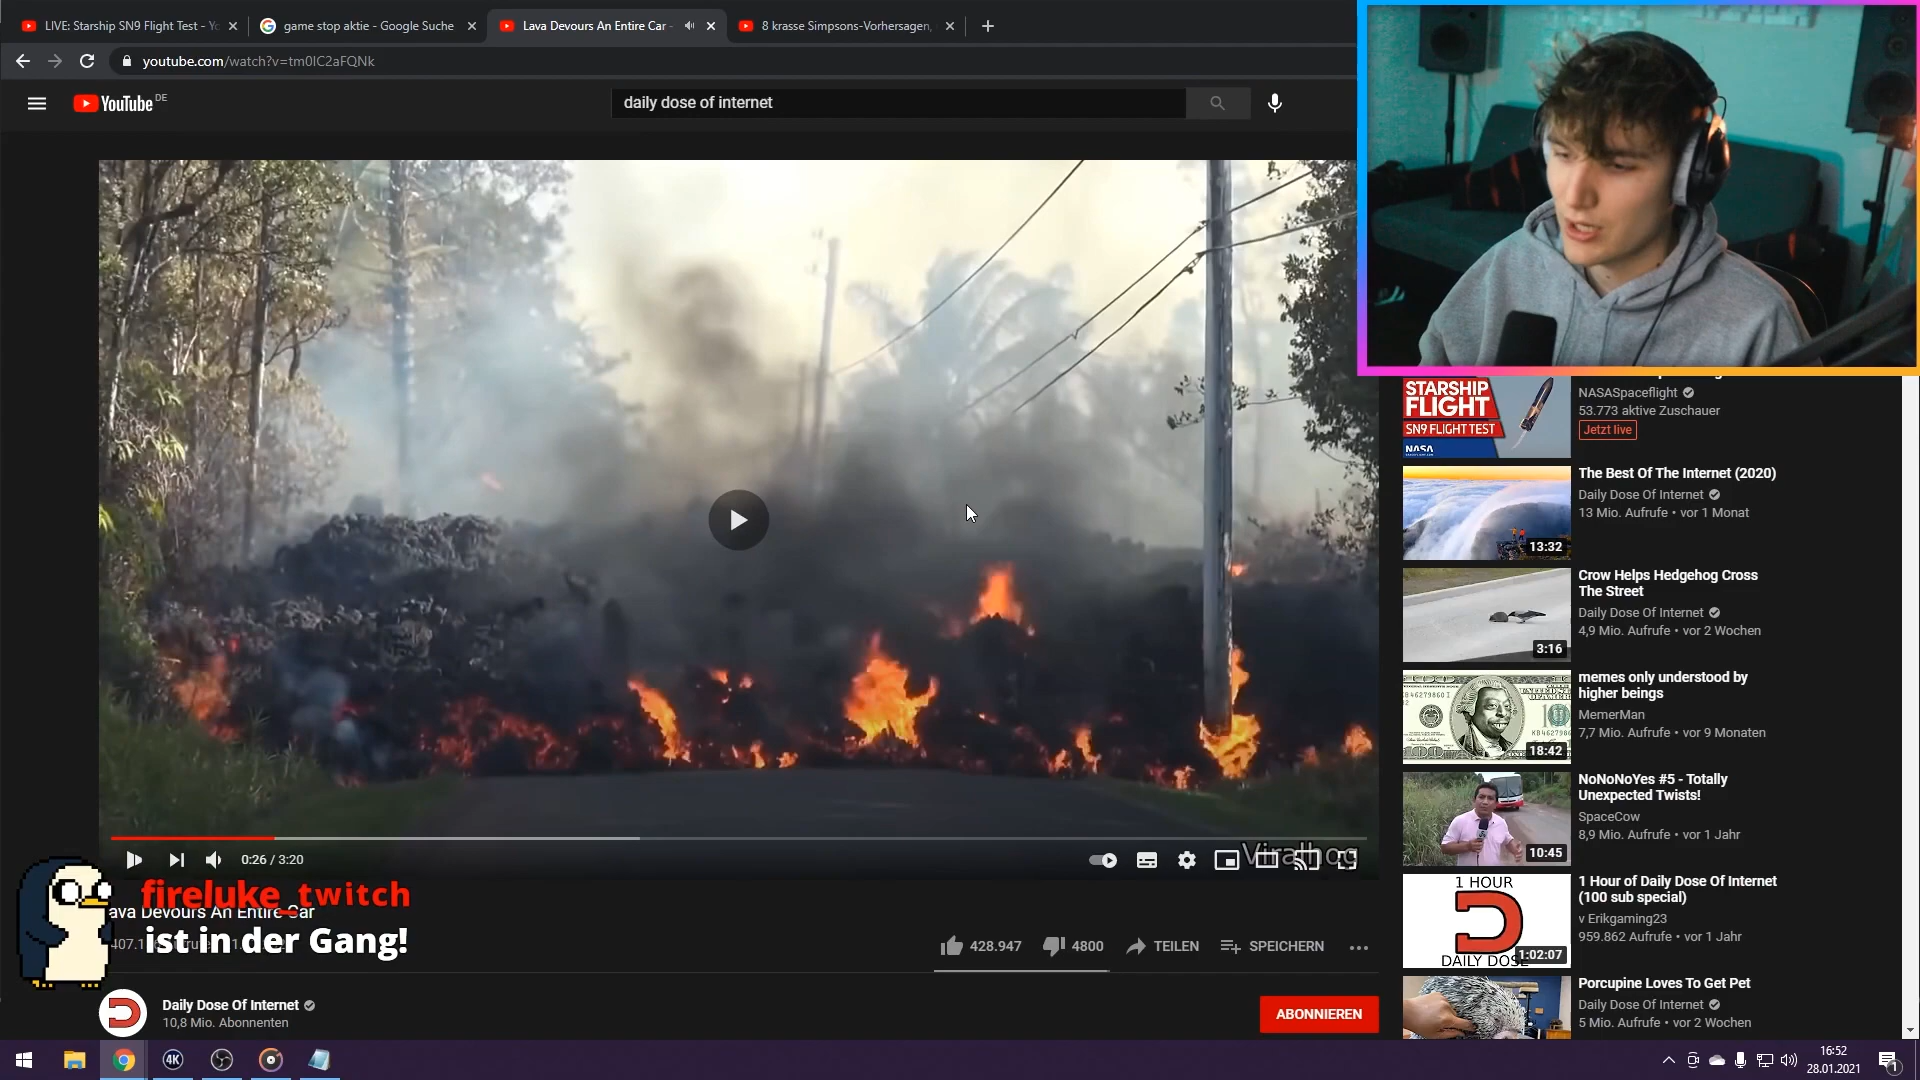 LIVE: Starship SN9 Flight Test - Yo
game stop aktie - Google Suche
Lava Devours An Entire Car -
8 krasse Simpsons-Vorhersagen,
youtube.com/watch?v=tm0IC2aFQNk
YouTube DE
daily dose of internet
Viralhog
0:26 / 3:20
fireluke_twitch
ist in der Gang!
ava Devours An Entire Car
428.947
4800
TEILEN
SPEICHERN
Daily Dose Of Internet
10,8 Mio. Abonnenten
ABONNIEREN
STARSHIP
FLIGHT
SN9 FLIGHT TEST
NASA
NASASpaceflight
53.773 aktive Zuschauer
Jetzt live
The Best Of The Internet (2020)
Daily Dose Of Internet
13 Mio. Aufrufe • vor 1 Monat
13:32
Crow Helps Hedgehog Cross
The Street
Daily Dose Of Internet
4,9 Mio. Aufrufe • vor 2 Wochen
3:16
memes only understood by
higher beings
MemerMan
7,7 Mio. Aufrufe • vor 9 Monaten
18:42
NoNoNoYes #5 - Totally
Unexpected Twists!
SpaceCow
8,9 Mio. Aufrufe • vor 1 Jahr
10:45
1 HOUR
DAILY DOSE
1:02:07
1 Hour of Daily Dose Of Internet
(100 sub special)
v Erikgaming23
959.862 Aufrufe • vor 1 Jahr
Porcupine Loves To Get Pet
Daily Dose Of Internet
5 Mio. Aufrufe • vor 2 Wochen
4K
16:52
28.01.2021
1